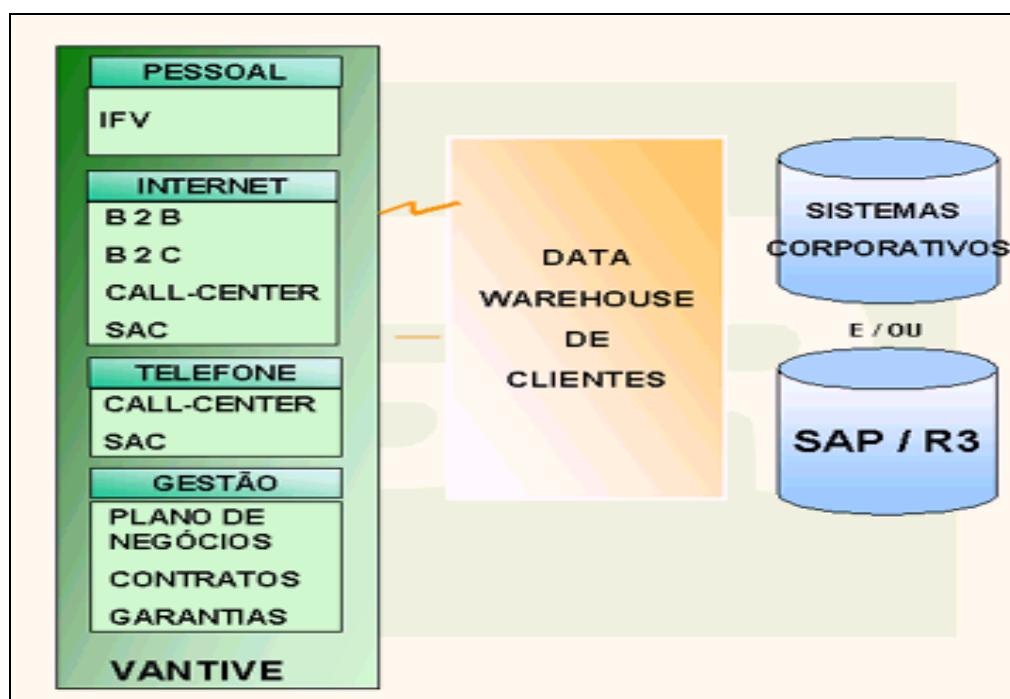 PESSOAL
IFV
INTERNET
B 2 B
B 2 C
CALL-CENTER
SAC
TELEFONE
CALL-CENTER
SAC
GESTÃO
PLANO DE
NEGÓCIOS
CONTRATOS
GARANTIAS
VANTIVE
DATA
WAREHOUSE
DE
CLIENTES
SISTEMAS
CORPORATIVOS
E / OU
SAP / R3